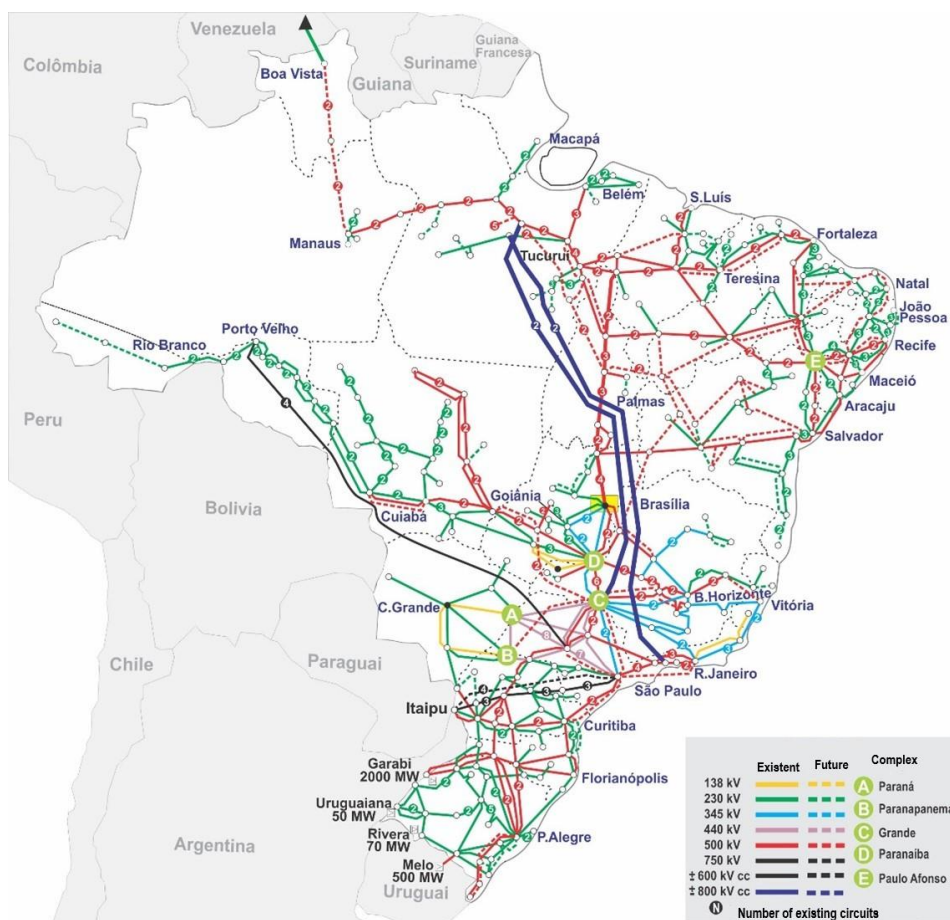 Venezuela
Guiana
Francesa
Suriname
Colômbia
Boa Vista
Guiana
Macapá
Belém
S.Luís
Manaus
Fortaleza
Tucuruí
Teresina
Natal
João
Pessoa
Porto Velho
Rio Branco
Recife
E
Maceió
Palmas
Aracaju
Peru
Salvador
Goiânia
Brasília
Bolivia
Cuiabá
D
B.Horizonte
C
Vitória
C.Grande
A
Chile
B
R.Janeiro
Paraguai
São Paulo
Itaipu
Curitiba
Garabi
2000 MW
Florianópolis
Uruguaiana
50 MW
Rivera
70 MW
P.Alegre
Argentina
Melo
500 MW
Uruguai
Existent Future Complex
138 kV A Paraná
230 kV B Paranapanema
345 kV
440 kV C Grande
500 kV D Paranaiba
750 kV
± 600 kV cc E Paulo Afonso
± 800 kV cc
N Number of existing circuits